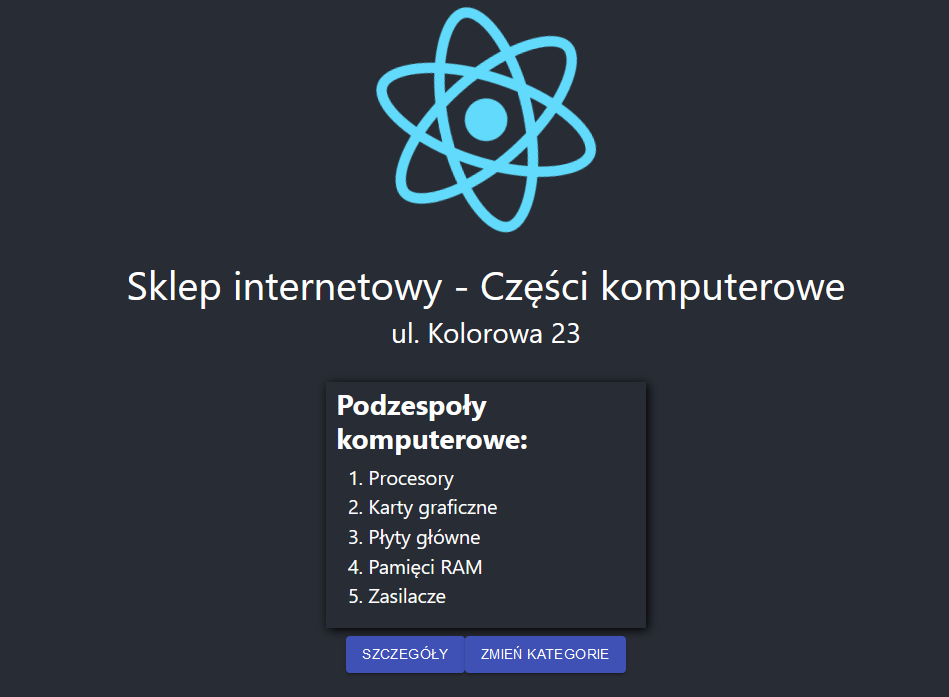 Sklep internetowy - Części komputerowe
ul. Kolorowa 23
Podzespoły
komputerowe:
1. Procesory
2. Karty graficzne
3. Płyty główne
4. Pamięci RAM
5. Zasilacze
SZCZEGÓŁY ZMIEŃ KATEGORIE